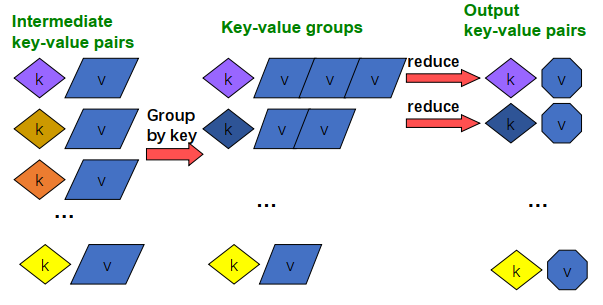 Intermediate
key-value pairs
Key-value groups
Output
key-value pairs
k v
k v v v
reduce
k v
k v
Group
by key
k v v
reduce
k v
k v
...
...
...
k v
k v
k v